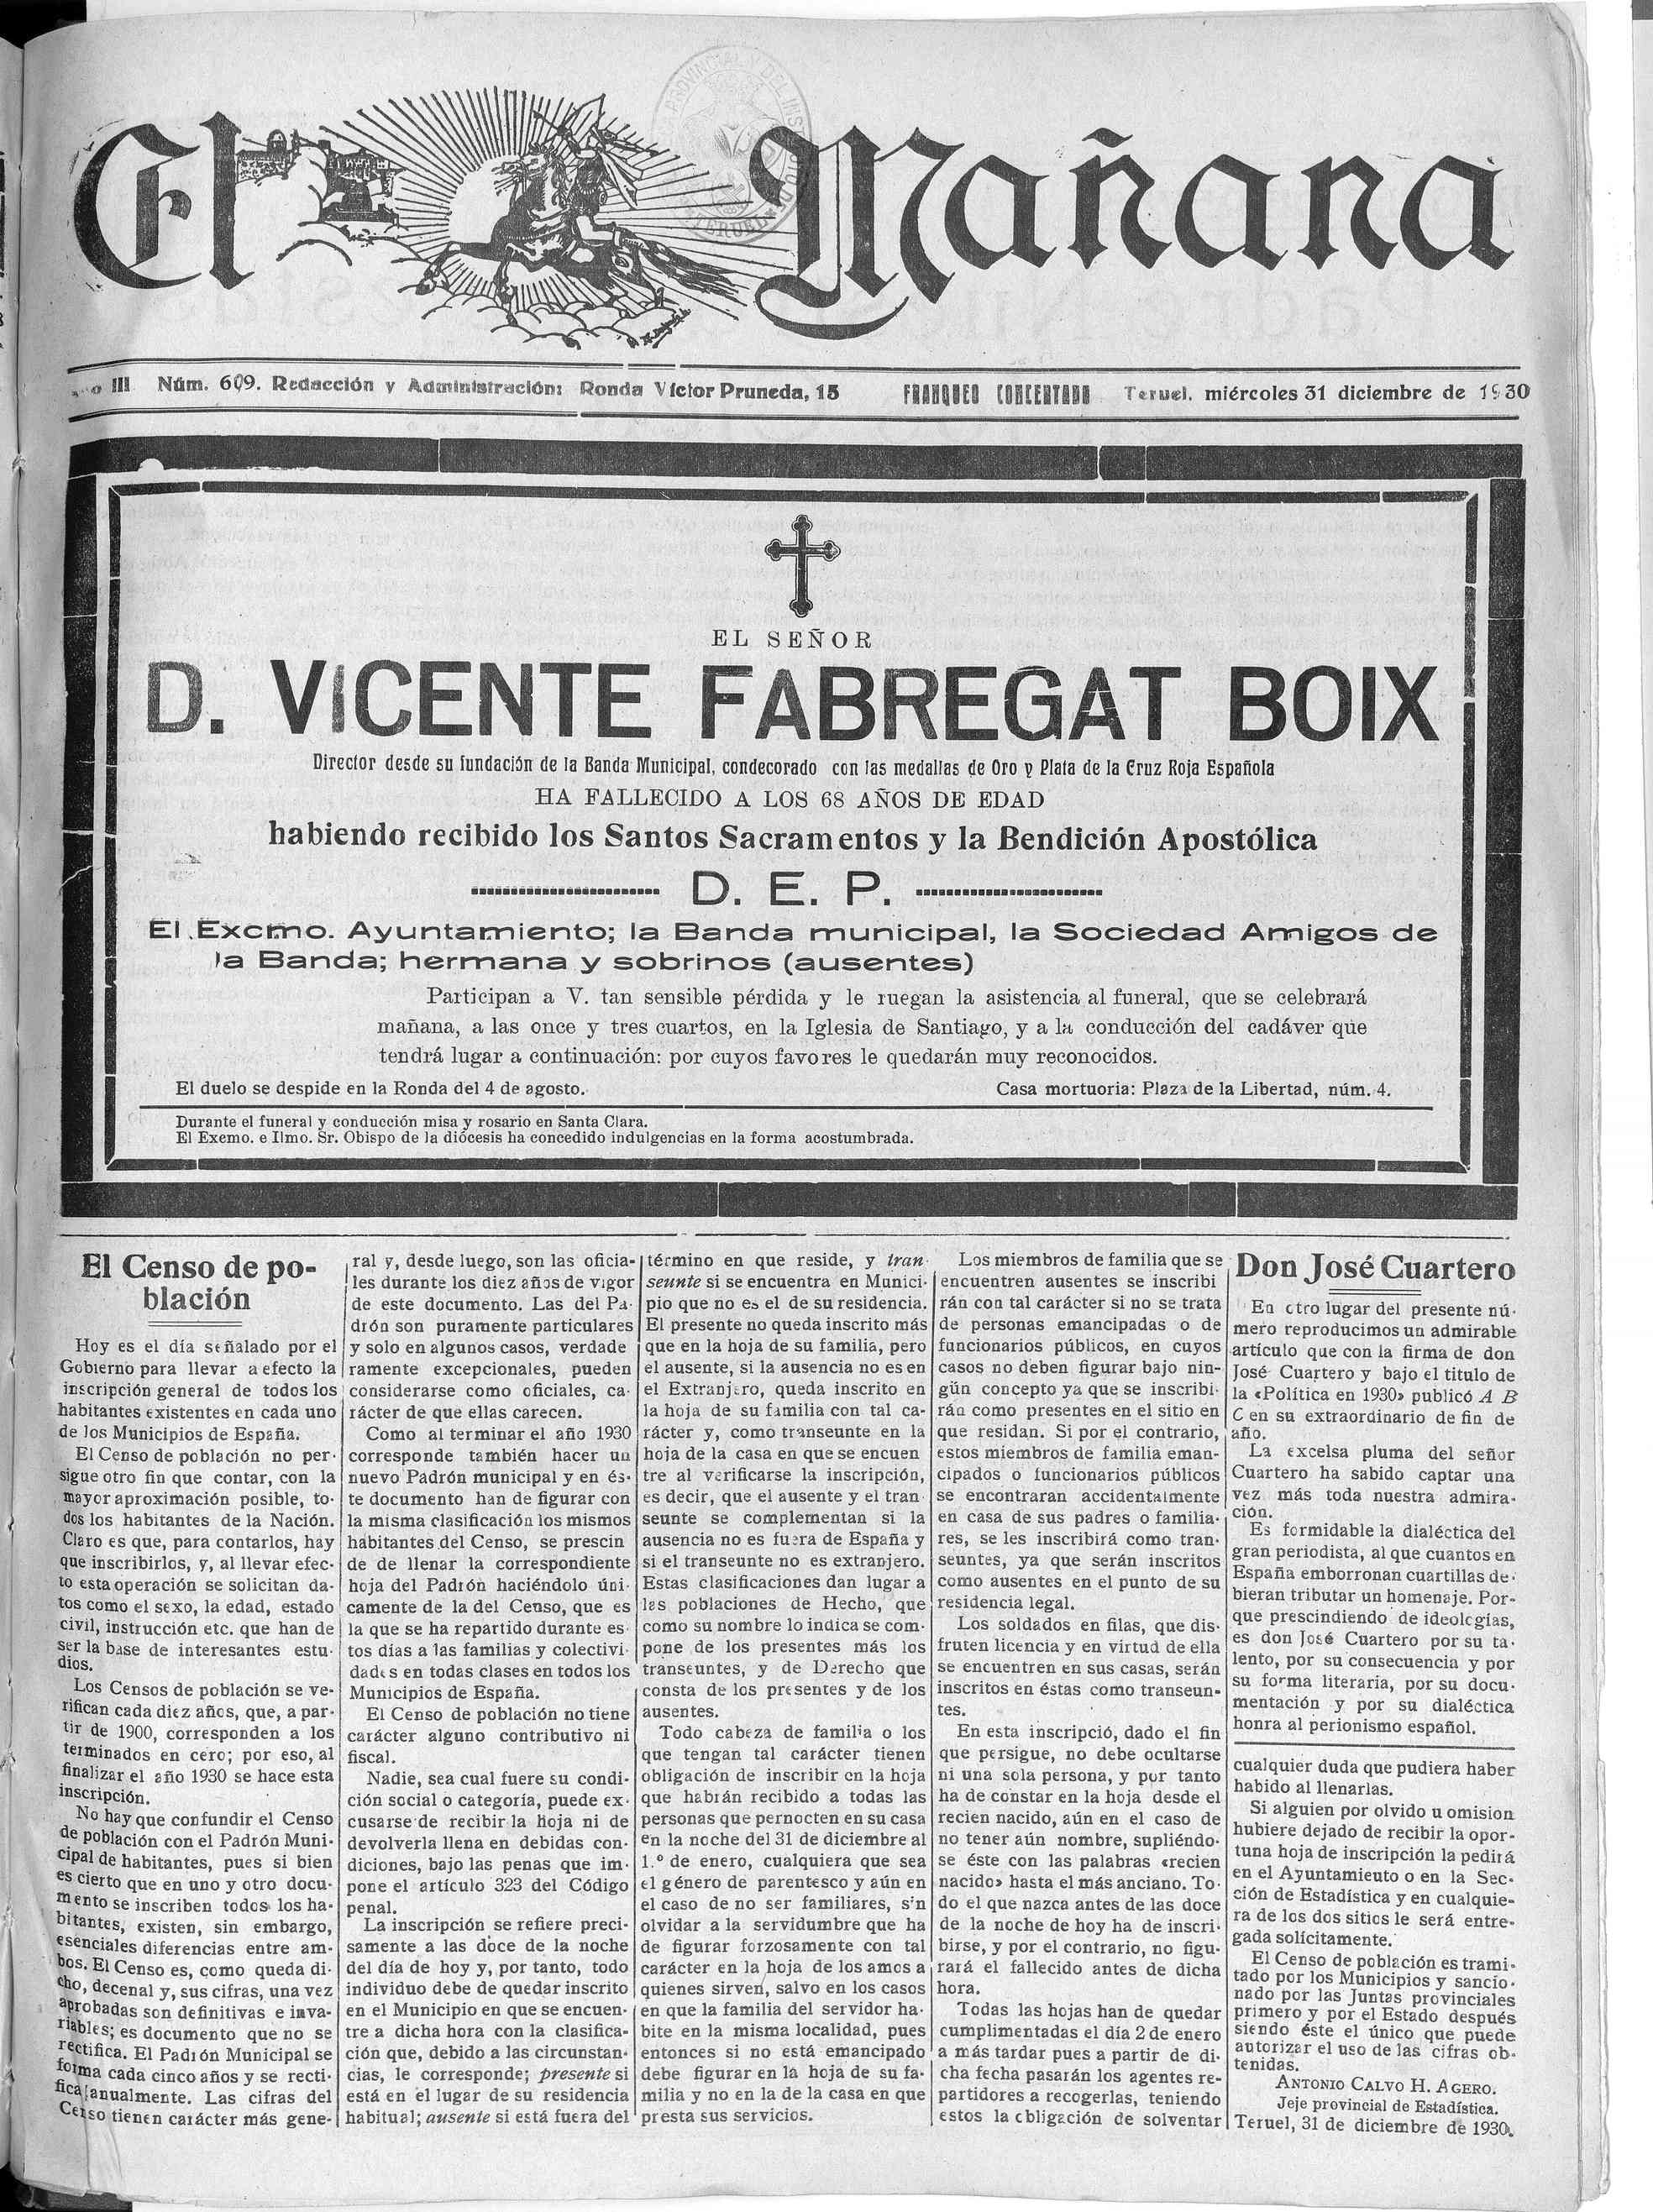 El Mañana
III Núm. 609. Redacción y Administración: Ronda Víctor Pruneda, 15 FRANQUEO CONCERTADO Teruel, miércoles 31 diciembre de 1930
EL SEÑOR
D. VICENTE FABREGAT BOIX
Director desde su fundación de la Banda Municipal, condecorado con las medallas de Oro y Plata de la Cruz Roja Española
HA FALLECIDO A LOS 68 AÑOS DE EDAD
habiendo recibido los Santos Sacramentos y la Bendición Apostólica
D. E. P.
El Excmo. Ayuntamiento; la Banda municipal, la Sociedad Amigos de
la Banda; hermana y sobrinos (ausentes)
Participan a V. tan sensible pérdida y le ruegan la asistencia al funeral, que se celebrará
mañana, a las once y tres cuartos, en la Iglesia de Santiago, y a la conducción del cadáver que
tendrá lugar a continuación: por cuyos favores le quedarán muy reconocidos.
El duelo se despide en la Ronda del 4 de agosto. Casa mortuoria: Plaza de la Libertad, núm. 4.
Durante el funeral y conducción misa y rosario en Santa Clara.
El Exemo. e Ilmo. Sr. Obispo de la diócesis ha concedido indulgencias en la forma acostumbrada.
El Censo de po-
blación
Hoy es el día señalado por el
Gobierno para llevar a efecto la
inscripción general de todos los
habitantes existentes en cada uno
de los Municipios de España.
El Censo de población no per-
sigue otro fin que contar, con la
mayor aproximación posible, to-
dos los habitantes de la Nación.
Claro es que, para contarlos, hay
que inscribirlos, y, al llevar efec-
to esta operación se solicitan da-
tos como el sexo, la edad, estado
civil, instrucción etc. que han de
ser la base de interesantes estu-
dios.
Los Censos de población se ve-
rifican cada diez años, que, a par-
tir de 1900, corresponden a los
terminados en cero; por eso, al
finalizar el año 1930 se hace esta
inscripción.
No hay que confundir el Censo
de población con el Padrón Muni-
cipal de habitantes, pues si bien
es cierto que en uno y otro docu-
mento se inscriben todos los ha-
bitantes, existen, sin embargo,
esenciales diferencias entre am-
bos. El Censo es, como queda di-
cho, decenal y, sus cifras, una vez
aprobadas son definitivas e inva-
riables; es documento que no se
rectifica. El Padrón Municipal se
forma cada cinco años y se recti-
fica anualmente. Las cifras del
Censo tienen carácter más gene-
ral y, desde luego, son las oficia-
les durante los diez años de vigor
de este documento. Las del Pa-
drón son puramente particulares
y solo en algunos casos, verdade
ramente excepcionales, pueden
considerarse como oficiales, ca-
rácter de que ellas carecen.
Como al terminar el año 1930
corresponde también hacer un
nuevo Padrón municipal y en és-
te documento han de figurar con
la misma clasificación los mismos
habitantes del Censo, se prescin
de de llenar la correspondiente
hoja del Padrón haciéndolo úni-
camente de la del Censo, que es
la que se ha repartido durante es-
tos días a las familias y colectivi-
dades en todas clases en todos los
Municipios de España.
El Censo de población no tiene
carácter alguno contributivo ni
fiscal.
Nadie, sea cual fuere su condi-
ción social o categoría, puede ex-
cusarse de recibir la hoja ni de
devolverla llena en debidas con-
diciones, bajo las penas que im-
pone el artículo 323 del Código
penal.
La inscripción se refiere preci-
samente a las doce de la noche
del día de hoy y, por tanto, todo
individuo debe de quedar inscrito
en el Municipio en que se encuen-
tre a dicha hora con la clasifica-
ción que, debido a las circunstan-
cias, le corresponde; presente si
está en el lugar de su residencia
habitual; ausente si está fuera del
término en que reside, y tran-
seunte si se encuentra en Munici-
pio que no es el de su residencia.
El presente no queda inscrito más
que en la hoja de su familia, pero
el ausente, si la ausencia no es en
el Extranjero, queda inscrito en
la hoja de su familia con tal ca-
rácter y, como transeunte en la
hoja de la casa en que se encuen
tre al verificarse la inscripción,
es decir, que el ausente y el tran-
seunte se complementan si la
ausencia no es fuera de España y
si el transeunte no es extranjero.
Estas clasificaciones dan lugar a
las poblaciones de Hecho, que
como su nombre lo indica se com-
pone de los presentes más los
transeuntes, y de Derecho que
consta de los presentes y de los
ausentes.
Todo cabeza de familia o los
que tengan tal carácter tienen
obligación de inscribir en la hoja
que habrán recibido a todas las
personas que pernocten en su casa
en la noche del 31 de diciembre al
1.º de enero, cualquiera que sea
el género de parentesco y aún en
el caso de no ser familiares, s'n
olvidar a la servidumbre que ha
de figurar forzosamente con tal
carácter en la hoja de los amos a
quienes sirven, salvo en los casos
en que la familia del servidor ha-
bite en la misma localidad, pues
entonces si no está emancipado
debe figurar en la hoja de su fa-
milia y no en la de la casa en que
presta sus servicios.
Los miembros de familia que se
encuentren ausentes se inscribi
rán con tal carácter si no se trata
de personas emancipadas o de
funcionarios públicos, en cuyos
casos no deben figurar bajo nin-
gún concepto ya que se inscribi-
rán como presentes en el sitio en
que residan. Si por el contrario,
estos miembros de familia eman-
cipados o funcionarios públicos
se encontraran accidentalmente
en casa de sus padres o familia-
res, se les inscribirá como tran-
seuntes, ya que serán inscritos
como ausentes en el punto de su
residencia legal.
Los soldados en filas, que dis-
fruten licencia y en virtud de ella
se encuentren en sus casas, serán
inscritos en éstas como transeun-
tes.
En esta inscripció, dado el fin
que persigue, no debe ocultarse
ni una sola persona, y por tanto
ha de constar en la hoja desde el
recien nacido, aún en el caso de
no tener aún nombre, supliéndo-
se éste con las palabras «recien
nacido» hasta el más anciano. To-
do el que nazca antes de las doce
de la noche de hoy ha de inscri-
birse, y por el contrario, no figu-
rará el fallecido antes de dicha
hora.
Todas las hojas han de quedar
cumplimentadas el día 2 de enero
a más tardar pues a partir de di-
cha fecha pasarán los agentes re-
partidores a recogerlas, teniendo
estos la obligación de solventar
Don José Cuartero
En otro lugar del presente nú-
mero reproducimos un admirable
artículo que con la firma de don
José Cuartero y bajo el titulo de
la «Política en 1930» publicó A B
C en su extraordinario de fin de
año.
La excelsa pluma del señor
Cuartero ha sabido captar una
vez más toda nuestra admira-
ción.
Es formidable la dialéctica del
gran periodista, al que cuantos en
España emborronan cuartillas de-
bieran tributar un homenaje. Por-
que prescindiendo de ideologías,
es don José Cuartero por su ta-
lento, por su consecuencia y por
su forma literaria, por su docu-
mentación y por su dialéctica
honra al perionismo español.
cualquier duda que pudiera haber
habido al llenarlas.
Si alguien por olvido u omision
hubiere dejado de recibir la opor-
tuna hoja de inscripción la pedirá
en el Ayuntamiento o en la Sec-
ción de Estadística y en cualquie-
ra de los dos sitios le será entre-
gada solícitamente.
El Censo de población es trami-
tado por los Municipios y sancio-
nado por las Juntas provinciales
primero y por el Estado después
siendo éste el único que puede
autorizar el uso de las cifras ob-
tenidas.
ANTONIO CALVO H. AGERO.
Jeje provincial de Estadística.
Teruel, 31 de diciembre de 1930.